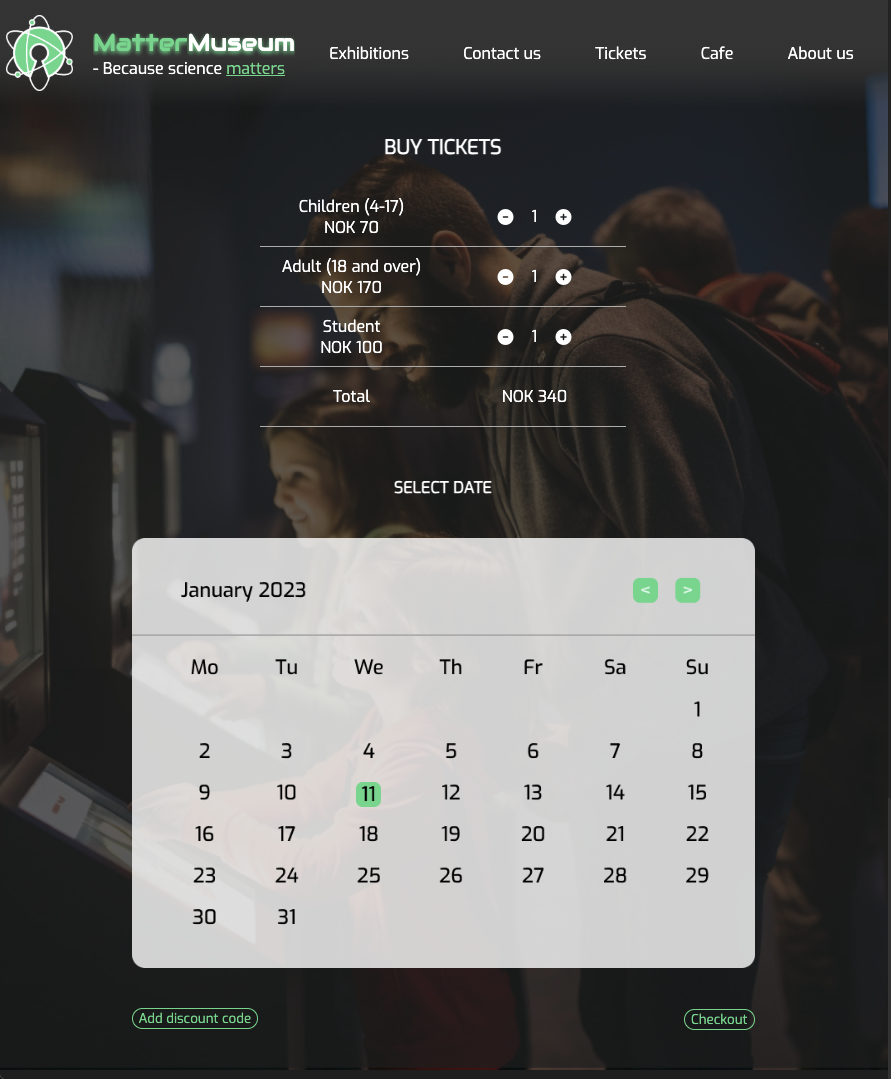 MatterMuseum
- Because science matters
Exhibitions Contact us Tickets Cafe About us
BUY TICKETS
Children (4-17)
NOK 70
- 1 +
Adult (18 and over)
NOK 170
- 1 +
Student
NOK 100
- 1 +
Total NOK 340
SELECT DATE
January 2023 < >
Mo Tu We Th Fr Sa Su
1
2 3 4 5 6 7 8
9 10 11 12 13 14 15
16 17 18 19 20 21 22
23 24 25 26 27 28 29
30 31
Add discount code Checkout